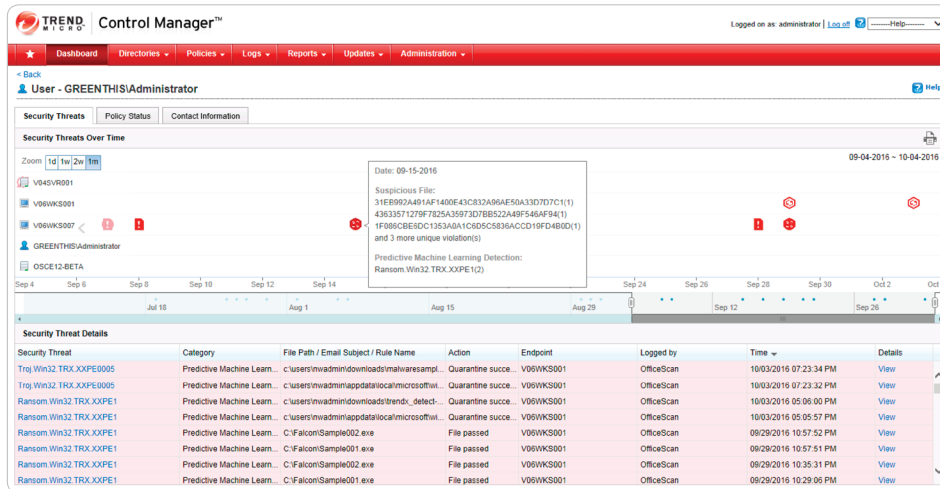 TREND MICRO Control Manager™
Logged on as: administrator | Log off ? --------Help--------
Dashboard Directories Policies Logs Reports Updates Administration
< Back
User - GREENTHIS\Administrator ? Help
Security Threats Policy Status Contact Information
Security Threats Over Time
Zoom 1d 1w 2w 1m 09-04-2016 ~ 10-04-2016
V04SVR001
V06WKS001
V06WKS007
GREENTHIS\Administrator
OSCE12-BETA
Date: 09-15-2016
Suspicious File:
31EB992A491AF1400E43C832A96AE50A33D7D7C1(1)
43633571279F7825A35973D7BB522A49F546AF94(1)
1F086CBE6DC1353A0A1C6D5C5836ACCD19FD4B0D(1)
and 3 more unique violation(s)
Predictive Machine Learning Detection:
Ransom.Win32.TRX.XXPE1(2)
Sep 4 Sep 6 Sep 8 Sep 10 Sep 12 Sep 14 Sep 24 Sep 26 Sep 28 Sep 30 Oct 2 Oct
Jul 18 Aug 1 Aug 15 Aug 29 Sep 12 Sep 26
Security Threat Details
Security Threat Category File Path / Email Subject / Rule Name Action Endpoint Logged by Time Details
Troj.Win32.TRX.XXPE0005 Predictive Machine Learn... c:\users\nwadmin\downloads\malwaresampl... Quarantine succe... V06WKS001 OfficeScan 10/03/2016 07:23:34 PM View
Troj.Win32.TRX.XXPE0005 Predictive Machine Learn... c:\users\nwadmin\appdata\local\microsoft\wi... Quarantine succe... V06WKS001 OfficeScan 10/03/2016 07:23:32 PM View
Ransom.Win32.TRX.XXPE1 Predictive Machine Learn... c:\users\nwadmin\downloads\trendx_detect-... Quarantine succe... V06WKS001 OfficeScan 10/03/2016 05:06:00 PM View
Ransom.Win32.TRX.XXPE1 Predictive Machine Learn... c:\users\nwadmin\appdata\local\microsoft\wi... Quarantine succe... V06WKS001 OfficeScan 10/03/2016 05:05:57 PM View
Ransom.Win32.TRX.XXPE1 Predictive Machine Learn... C:\Falcon\Sample002.exe File passed V06WKS001 OfficeScan 09/29/2016 10:57:52 PM View
Ransom.Win32.TRX.XXPE1 Predictive Machine Learn... C:\Falcon\Sample001.exe File passed V06WKS001 OfficeScan 09/29/2016 10:57:51 PM View
Ransom.Win32.TRX.XXPE1 Predictive Machine Learn... C:\Falcon\Sample002.exe File passed V06WKS001 OfficeScan 09/29/2016 10:35:31 PM View
Ransom.Win32.TRX.XXPE1 Predictive Machine Learn... C:\Falcon\Sample001.exe File passed V06WKS001 OfficeScan 09/29/2016 10:29:06 PM View